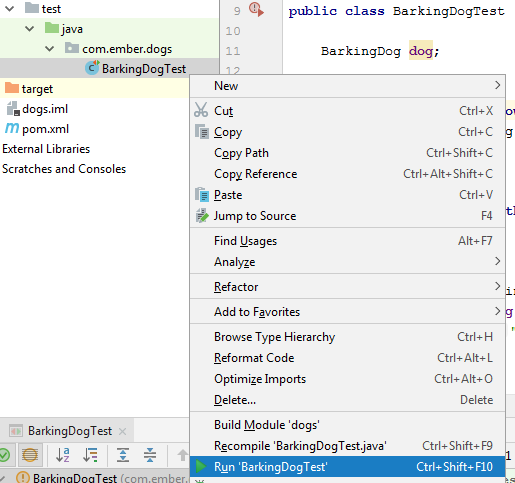 test
java
com.ember.dogs
BarkingDogTest
target
dogs.iml
pom.xml
External Libraries
Scratches and Consoles
9 public class BarkingDogTest
10
11 BarkingDog dog;
12
New
Cut Ctrl+X
Copy Ctrl+C
Copy Path Ctrl+Shift+C
Copy Reference Ctrl+Alt+Shift+C
Paste Ctrl+V
Jump to Source F4
Find Usages Alt+F7
Analyze
Refactor
Add to Favorites
Browse Type Hierarchy Ctrl+H
Reformat Code Ctrl+Alt+L
Optimize Imports Ctrl+Alt+O
Delete... Delete
Build Module 'dogs'
Recompile 'BarkingDogTest.java' Ctrl+Shift+F9
Run 'BarkingDogTest' Ctrl+Shift+F10
BarkingDogTest
BarkingDogTest (com.ember